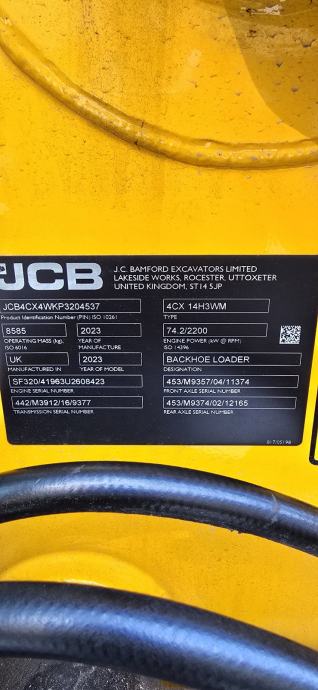 JCB
J.C. BAMFORD EXCAVATORS LIMITED
LAKESIDE WORKS, ROCESTER, UTTOXETER
UNITED KINGDOM, ST14 5JP
JCB4CX4WKP3204537
Product Identification Number (PIN) ISO 10261
4CX 14H3WM
TYPE
8585
OPERATING MASS (kg),
ISO 6016
2023
YEAR OF
MANUFACTURE
74.2/2200
ENGINE POWER (kW @ RPM)
ISO 14396
UK
MANUFACTURED IN
2023
YEAR OF MODEL
BACKHOE LOADER
DESIGNATION
SF320/41963U2608423
ENGINE SERIAL NUMBER
453/M9357/04/11374
FRONT AXLE SERIAL NUMBER
442/M3912/16/9377
TRANSMISSION SERIAL NUMBER
453/M9374/02/12165
REAR AXLE SERIAL NUMBER
817/05198